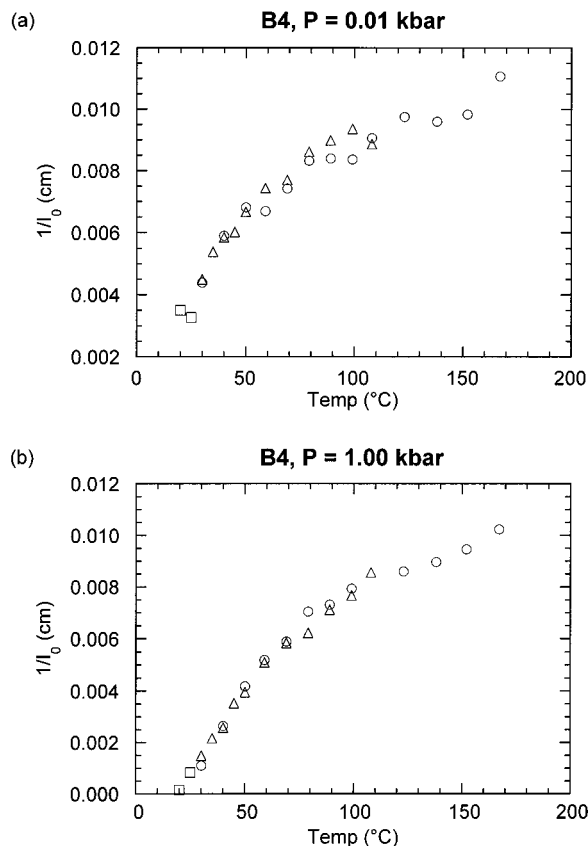 (a)
B4, P = 0.01 kbar
0.012
0.010
0.008
0.006
0.004
0.002
1/I₀ (cm)
0 50 100 150 200
Temp (°C)
(b)
B4, P = 1.00 kbar
0.012
0.010
0.008
0.006
0.004
0.002
0.000
1/I₀ (cm)
0 50 100 150 200
Temp (°C)